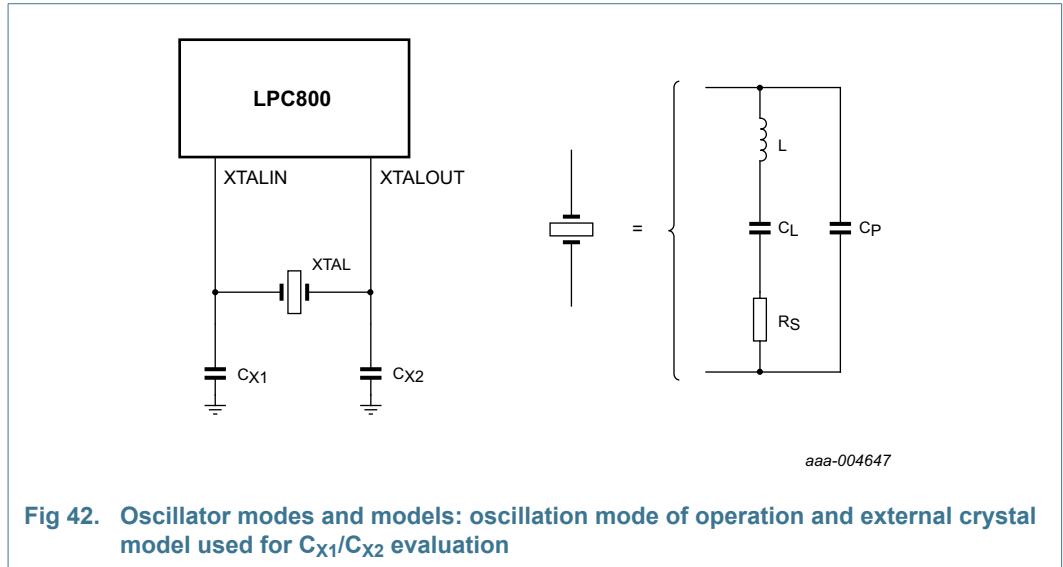 LPC800
XTALIN
XTALOUT
XTAL
CX1
CX2
=
L
CL
CP
RS
aaa-004647
Fig 42. Oscillator modes and models: oscillation mode of operation and external crystal
model used for CX1/CX2 evaluation